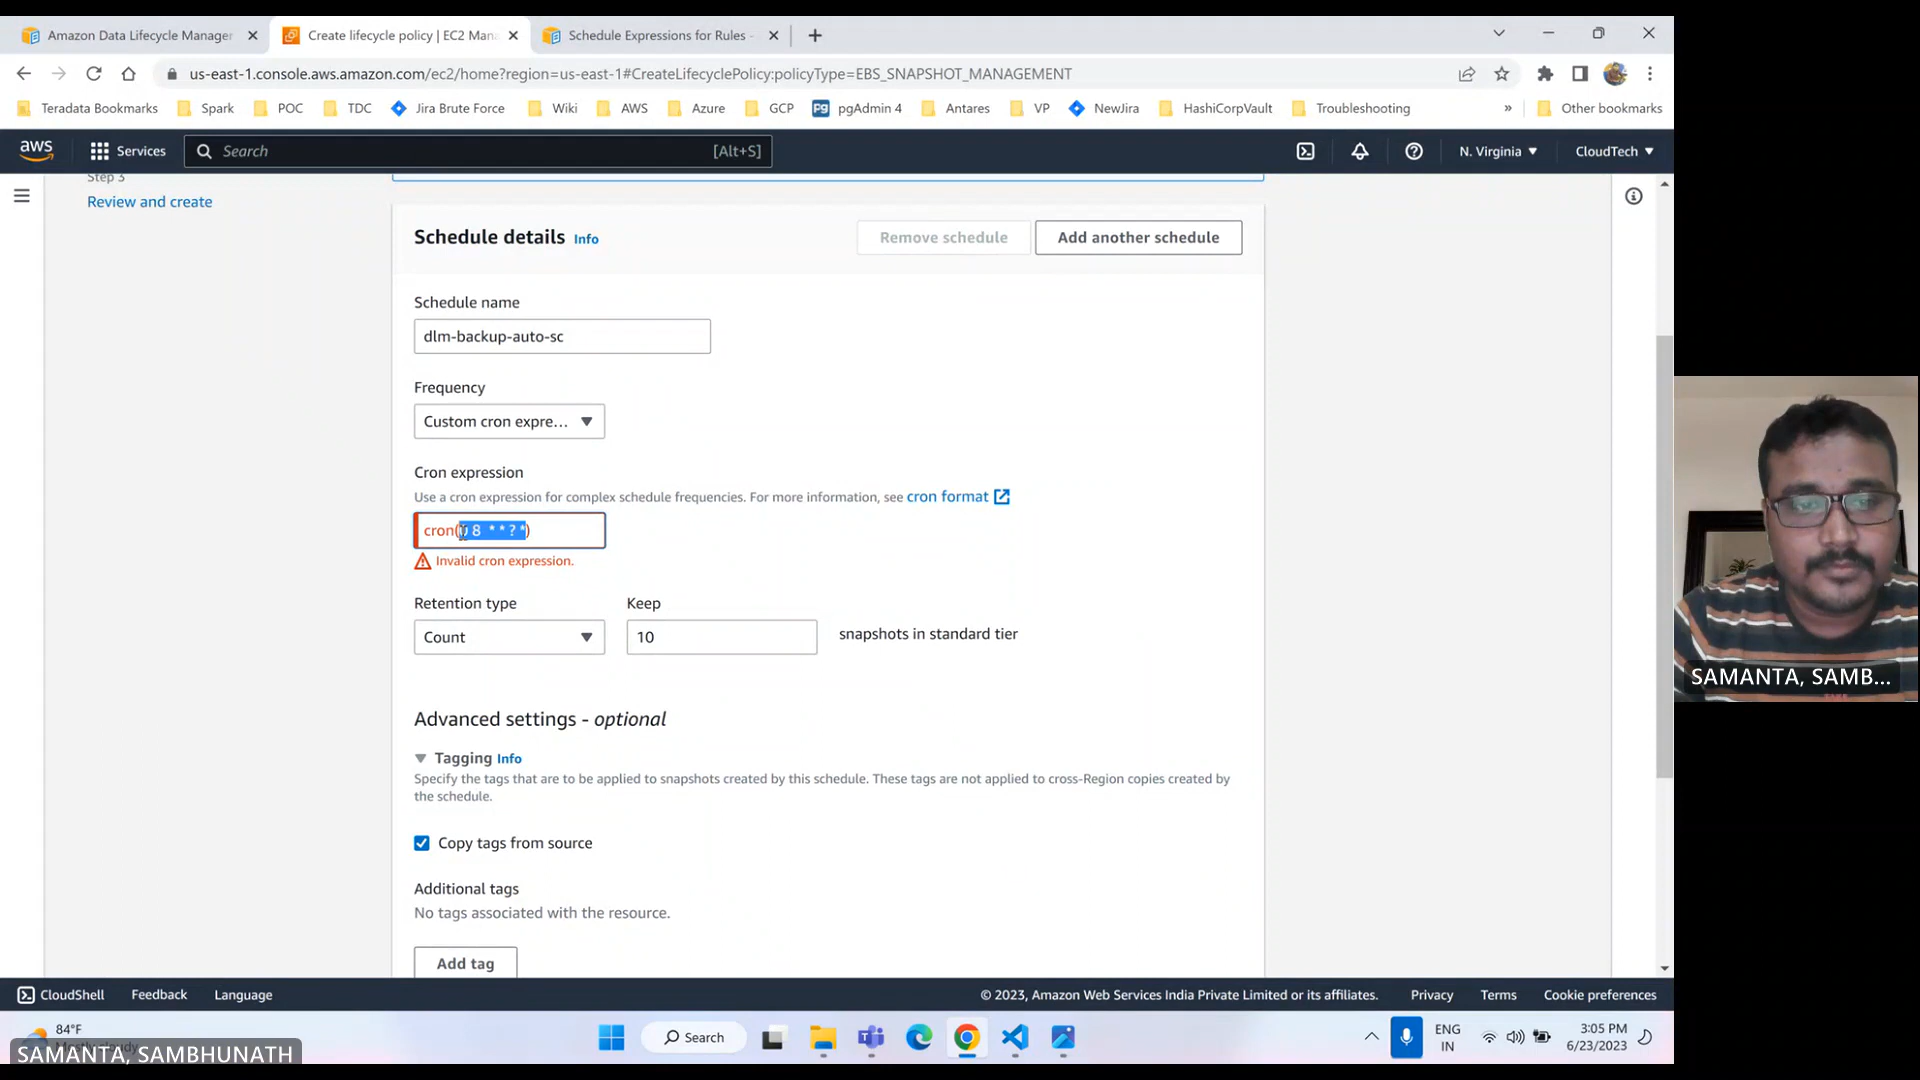 Amazon Data Lifecycle Manager
Create lifecycle policy | EC2 Man
Schedule Expressions for Rules -
us-east-1.console.aws.amazon.com/ec2/home?region=us-east-1#CreateLifecyclePolicy:policyType=EBS_SNAPSHOT_MANAGEMENT
Teradata Bookmarks Spark POC TDC Jira Brute Force Wiki AWS Azure GCP Pg pgAdmin 4 Antares VP NewJira HashiCorpVault Troubleshooting » Other bookmarks
aws Services Search [Alt+S] N. Virginia CloudTech
Step 3
Review and create
Schedule details Info
Remove schedule
Add another schedule
Schedule name
dlm-backup-auto-sc
Frequency
Custom cron expre...
Cron expression
Use a cron expression for complex schedule frequencies. For more information, see cron format
cron( 8 * * ? *)
Invalid cron expression.
Retention type Keep
Count 10 snapshots in standard tier
Advanced settings - optional
Tagging Info
Specify the tags that are to be applied to snapshots created by this schedule. These tags are not applied to cross-Region copies created by
the schedule.
Copy tags from source
Additional tags
No tags associated with the resource.
Add tag
CloudShell Feedback Language © 2023, Amazon Web Services India Private Limited or its affiliates. Privacy Terms Cookie preferences
84°F
Search
ENG
IN
3:05 PM
6/23/2023
SAMANTA, SAMBHUNATH
SAMANTA, SAMB...